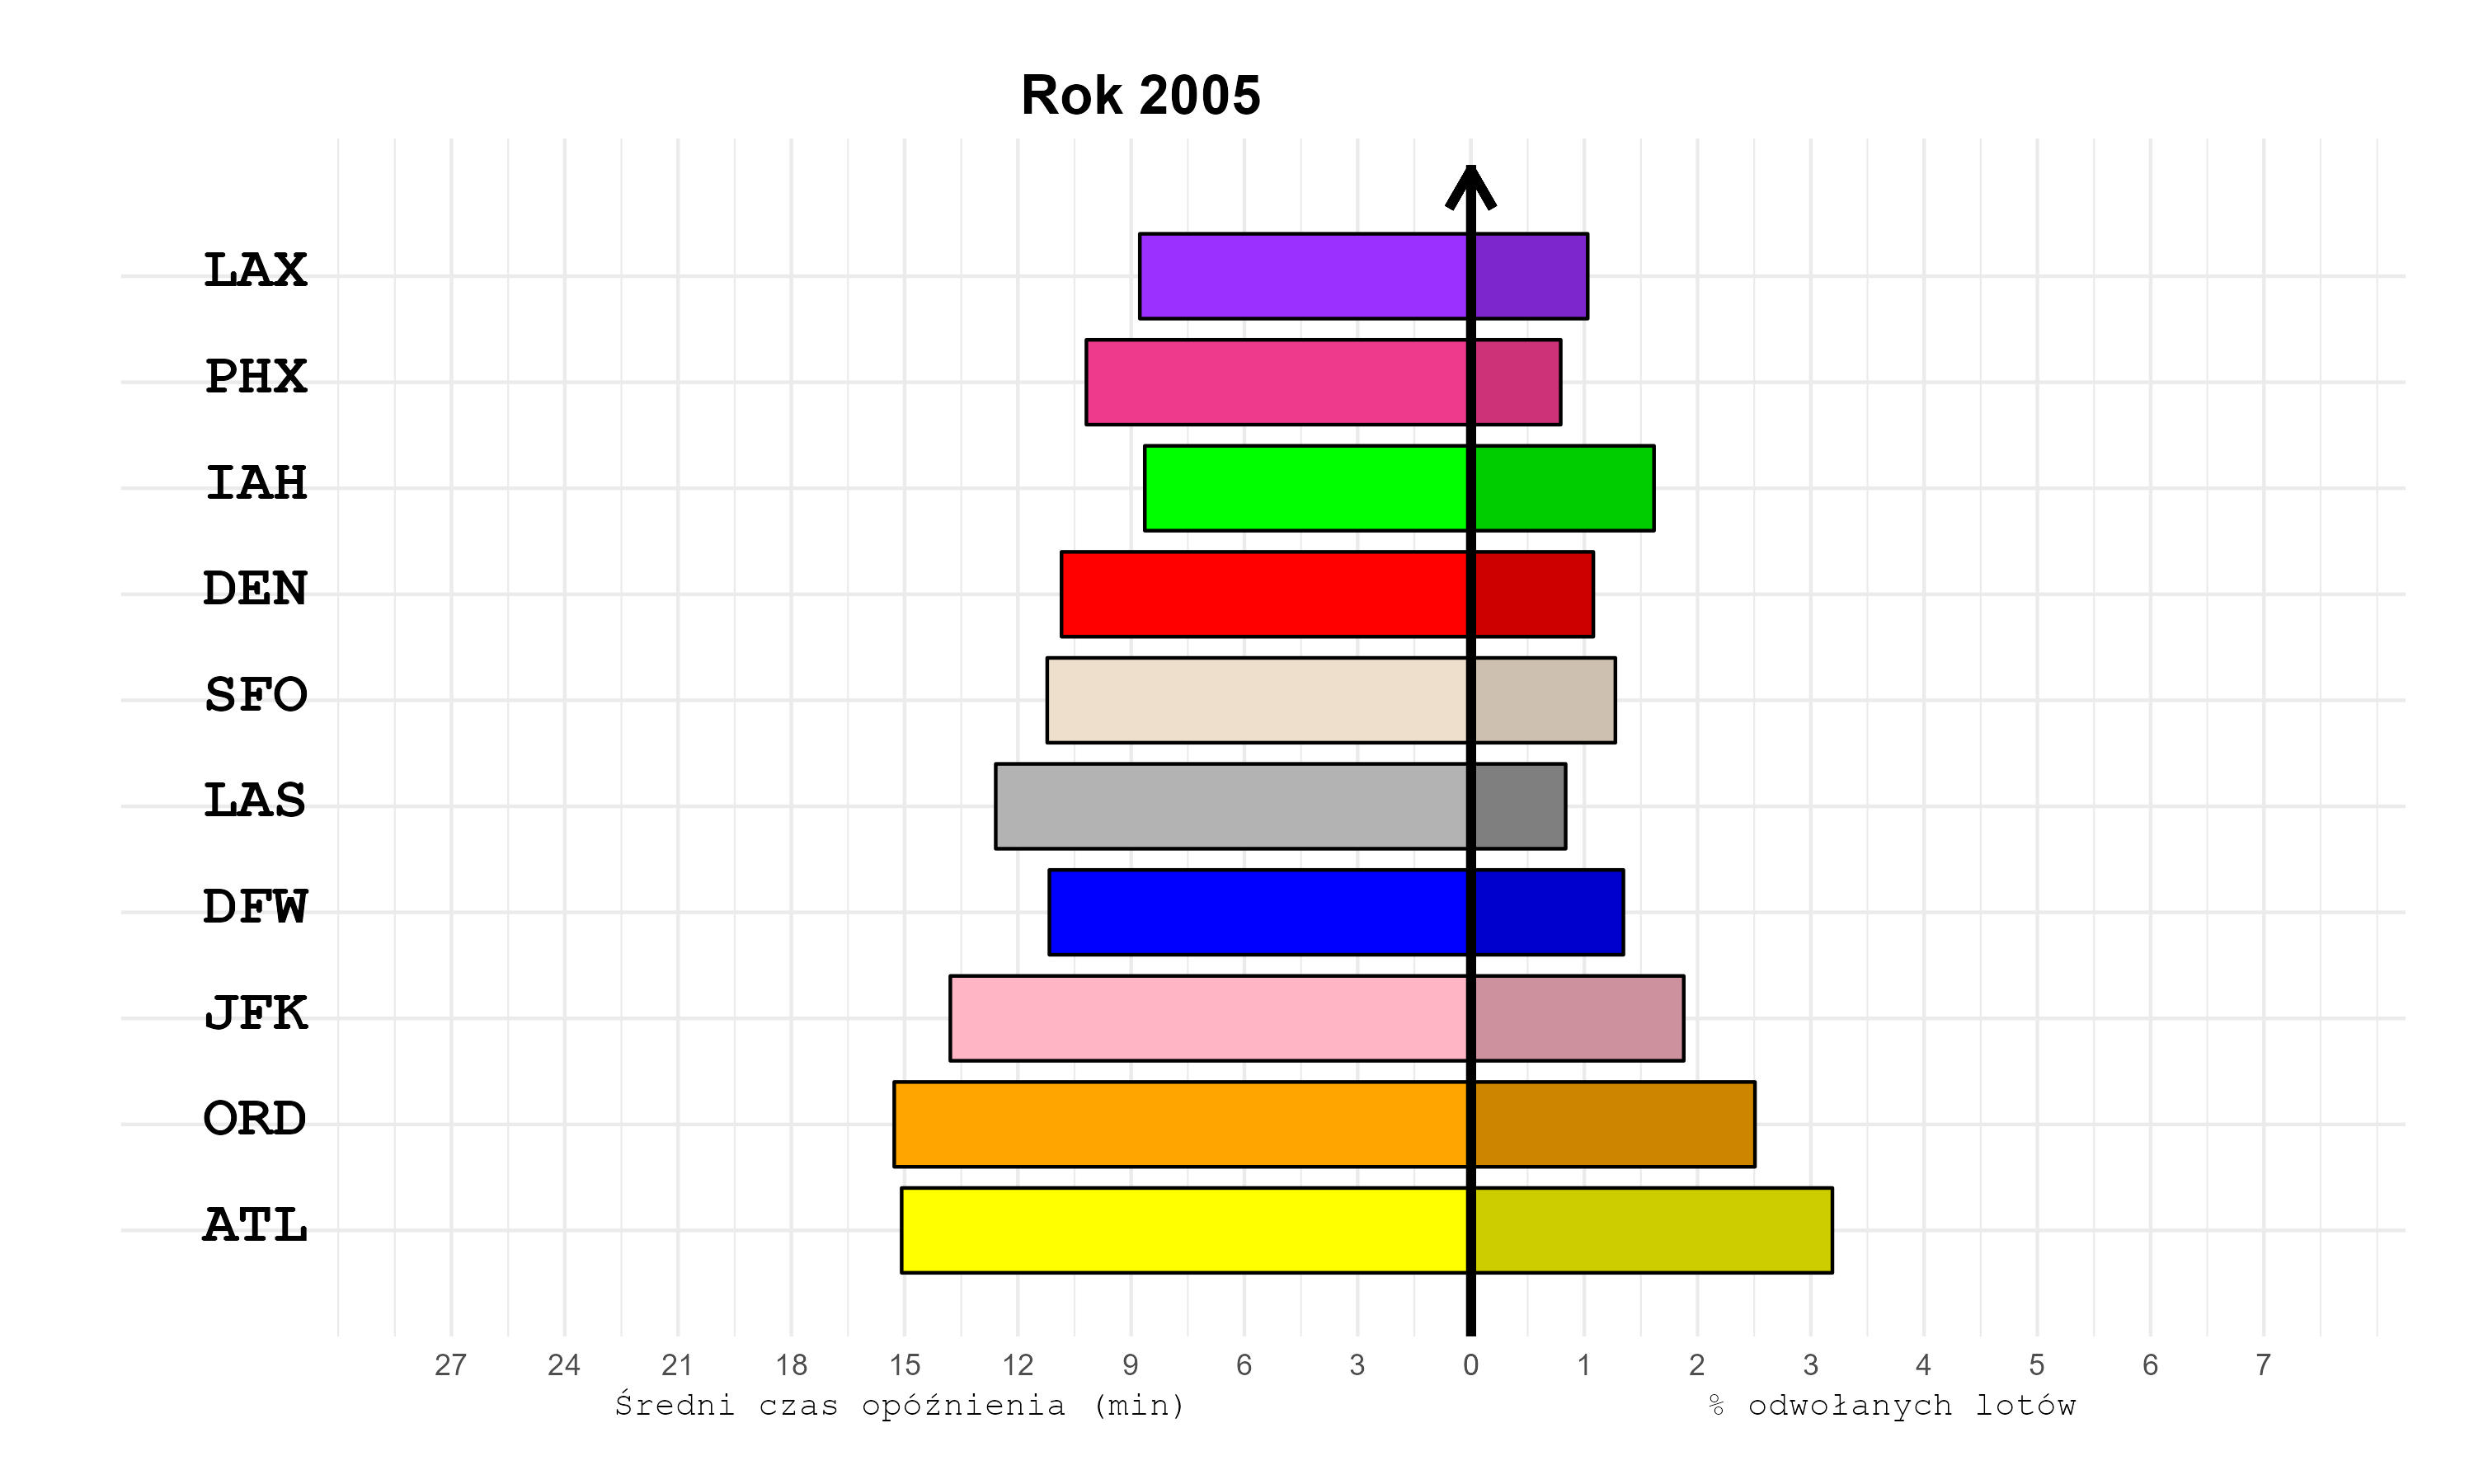 Rok 2005
LAX
PHX
IAH
DEN
SFO
LAS
DFW
JFK
ORD
ATL
27 24 21 18 15 12 9 6 3 0 1 2 3 4 5 6 7
Średni czas opóźnienia (min) % odwołanych lotów